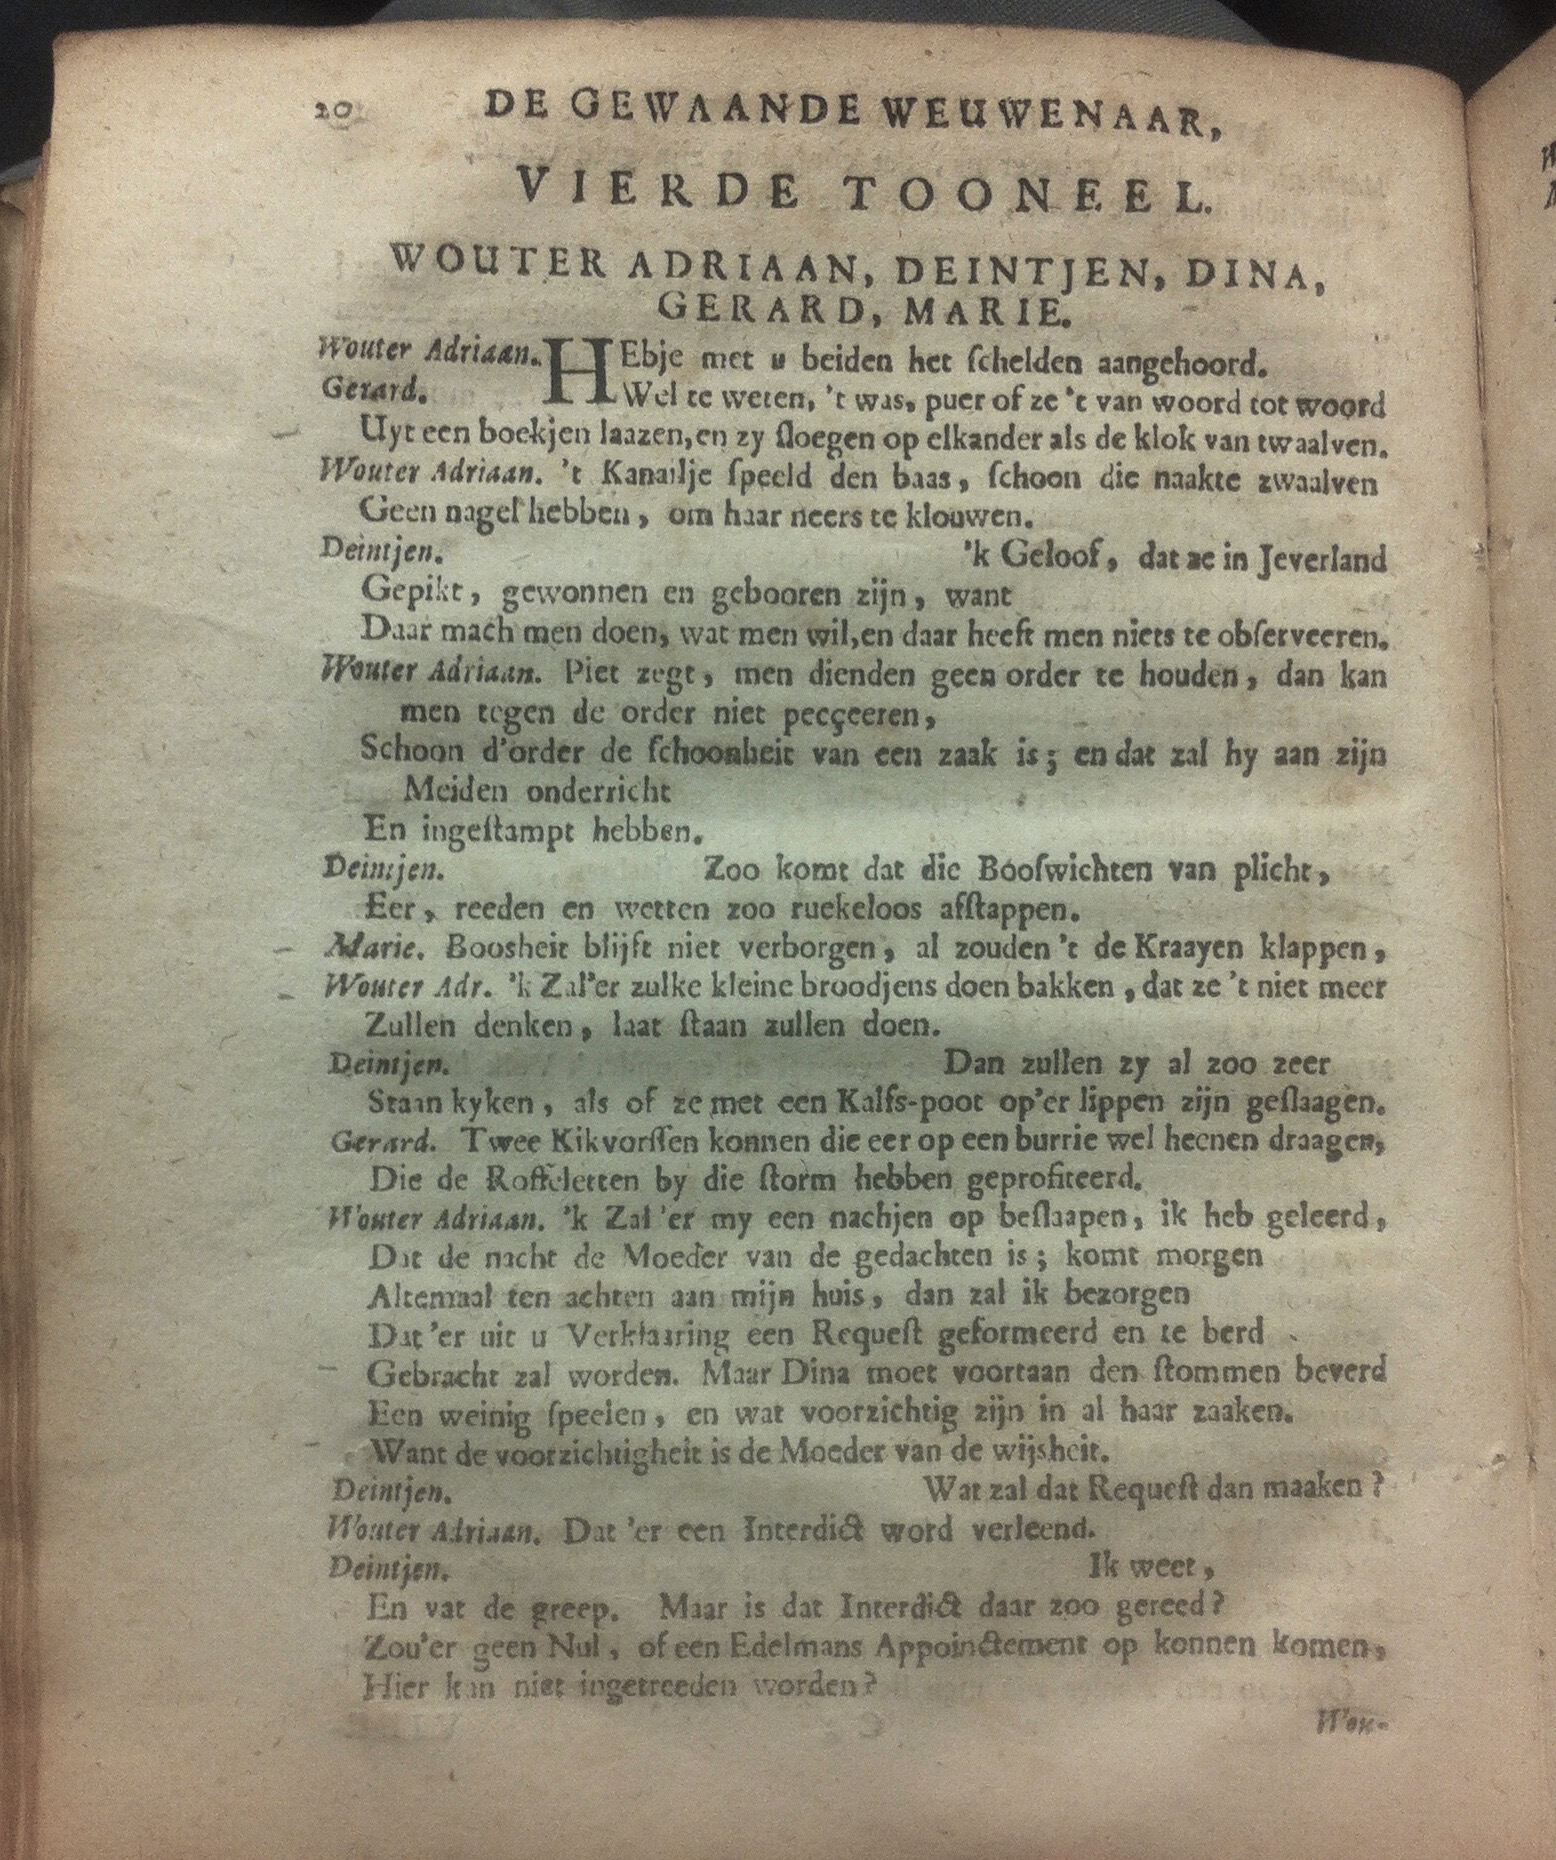 20 DE GEWAANDE WEUWENAAR,
VIERDE TOONEEL.
WOUTER ADRIAAN, DEINTJEN, DINA,
GERARD, MARIE.
Wouter Adriaan. HEbje met u beiden het ſchelden aangehoord.
Gerard. Wel te weten, 't was, puer of ze 't van woord tot woord
Uyt een boekjen laazen, en zy ſloegen op elkander als de klok van twaalven.
Wouter Adriaan. 't Kanailje ſpeeld den baas, ſchoon die naakte zwaalven
Geen nagel hebben, om haar neers te klouwen.
Deintjen. 'k Geloof, dat ze in Jeverland
Gepikt, gewonnen en gebooren zijn, want
Daar mach men doen, wat men wil, en daar heeft men niets te obſerveeren.
Wouter Adriaan. Piet zegt, men dienden geen order te houden, dan kan
men tegen de order niet pecçeeren,
Schoon d'order de ſchoonheit van een zaak is; en dat zal hy aan zijn
Meiden onderricht
En ingeſtampt hebben.
Deintjen. Zoo komt dat die Booſwichten van plicht,
Eer, reeden en wetten zoo ruekeloos afſtappen.
Marie. Boosheit blijft niet verborgen, al zouden 't de Kraayen klappen,
Wouter Adr. 'k Zal'er zulke kleine broodjens doen bakken, dat ze 't niet meer
Zullen denken, laat ſtaan zullen doen.
Deintjen. Dan zullen zy al zoo zeer
Staan kyken, als of ze met een Kalfs-poot op'er lippen zijn geſlaagen.
Gerard. Twee Kikvorſſen konnen die eer op een burrie wel heenen draagen,
Die de Roffeletten by die ſtorm hebben geprofiteerd.
Wouter Adriaan. 'k Zal 'er my een nachjen op beſlaapen, ik heb geleerd,
Dat de nacht de Moeder van de gedachten is; komt morgen
Altemaal ten achten aan mijn huis, dan zal ik bezorgen
Dat 'er uit u Verklaaring een Requeſt geformeerd en te berd
Gebracht zal worden. Maar Dina moet voortaan den ſtommen beverd
Een weinig ſpeelen, en wat voorzichtig zijn in al haar zaaken.
Want de voorzichtigheit is de Moeder van de wijsheit.
Deintjen. Wat zal dat Requeſt dan maaken?
Wouter Adriaan. Dat 'er een Interdict word verleend.
Deintjen. Ik weet,
En vat de greep. Maar is dat Interdict daar zoo gereed?
Zou'er geen Nul, of een Edelmans Appoinctement op konnen komen,
Hier kan niet ingetreeden worden?
Wou-